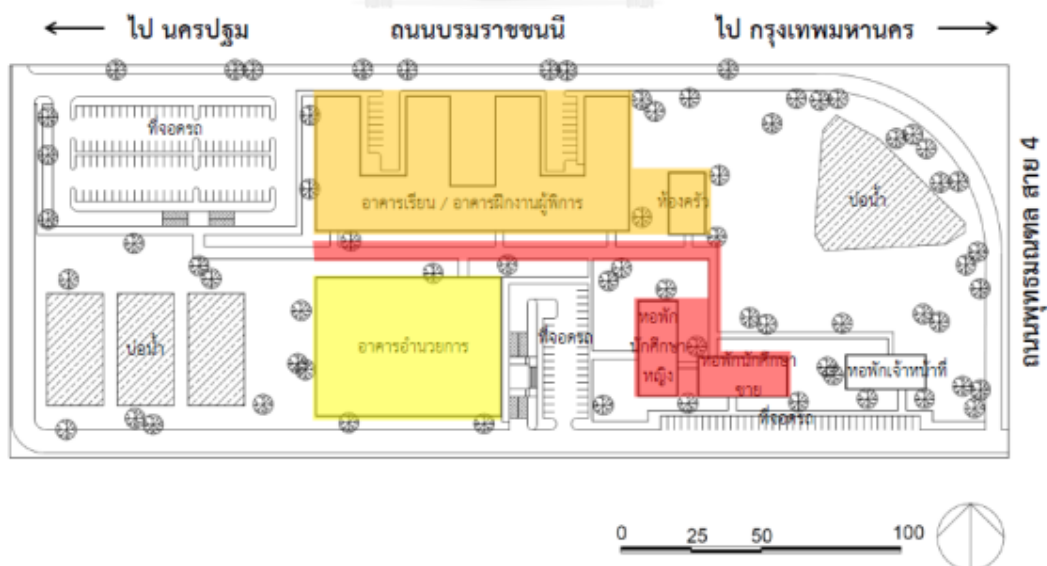 ไป นครปฐม
ถนนบรมราชชนนี
ไป กรุงเทพมหานคร
ที่จอดรถ
อาคารเรียน / อาคารฝึกงานผู้พิการ
ห้องครัว
บ่อน้ำ
ถนนพุทธมณฑล สาย 4
บ่อน้ำ
อาคารอำนวยการ
ที่จอดรถ
หอพัก
นักศึกษา
หญิง
หอพักนักศึกษา
ชาย
หอพักเจ้าหน้าที่
ที่จอดรถ
0 25 50 100